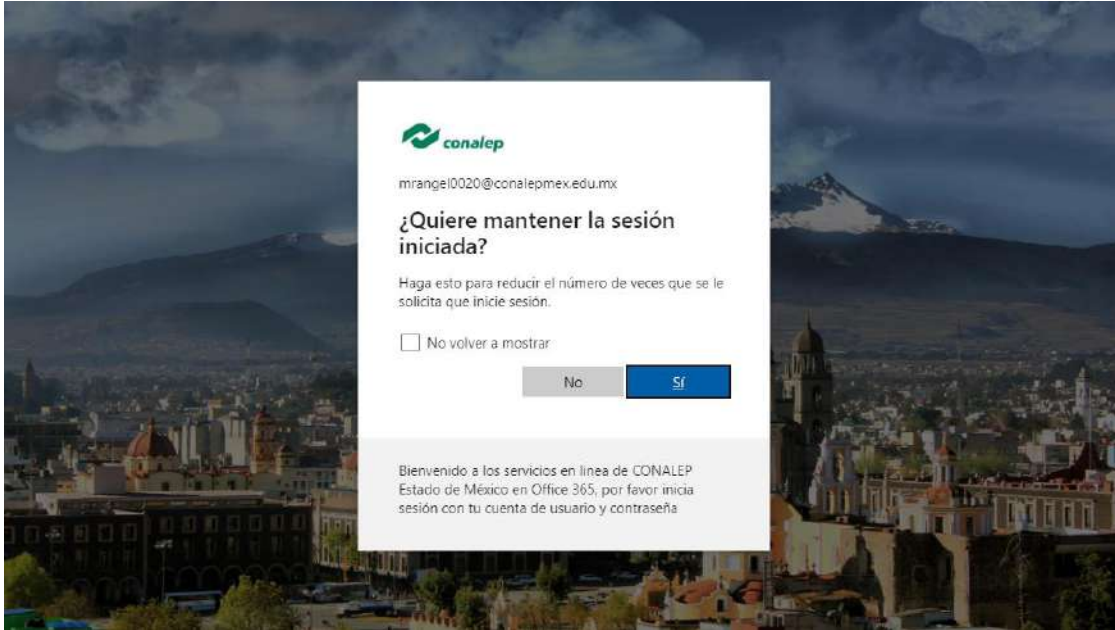 conalep
mrangel0020@conalepmex.edu.mx
¿Quiere mantener la sesión
iniciada?
Haga esto para reducir el número de veces que se le
solicita que inicie sesión.
No volver a mostrar
No
Sí
Bienvenido a los servicios en linea de CONALEP
Estado de México en Office 365, por favor inicia
sesión con tu cuenta de usuario y contraseña